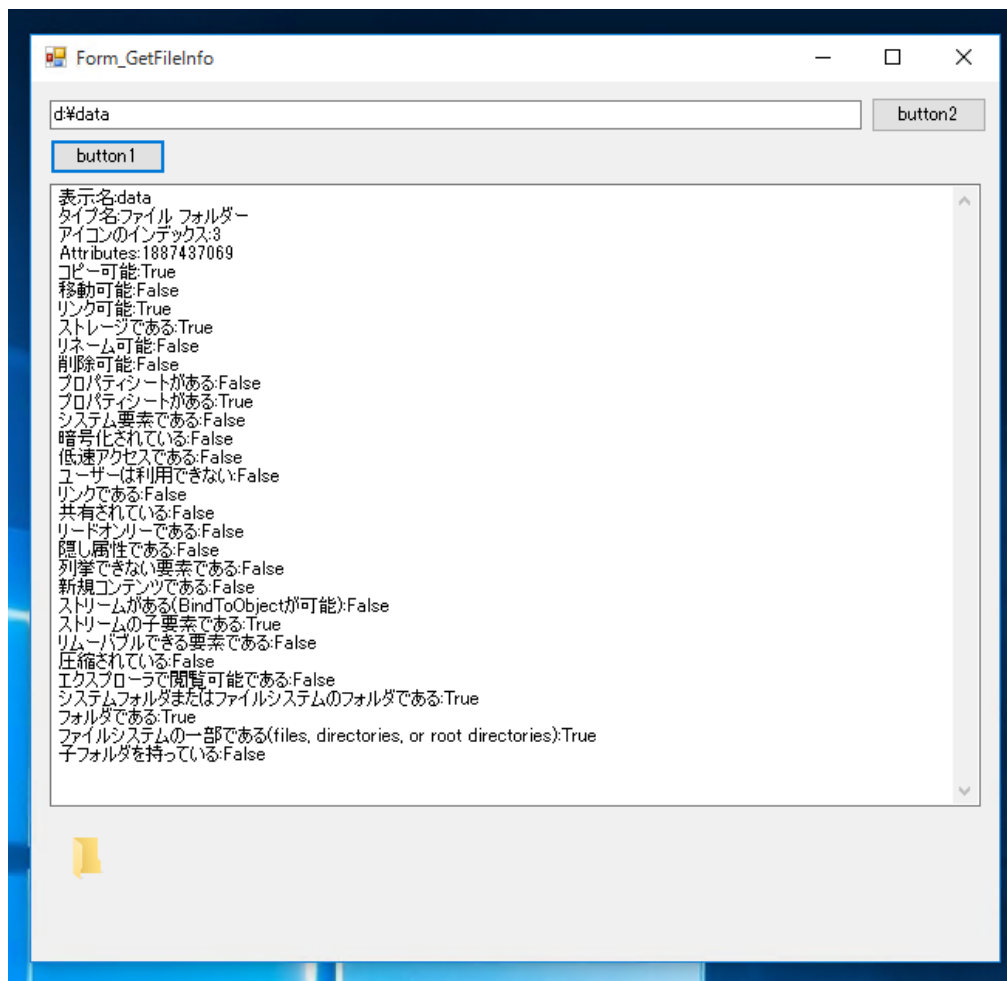 Form_GetFileInfo
d:¥data
button2
button1
表示名:data
タイプ名:ファイル フォルダー
アイコンのインデックス:3
Attributes:1887437069
コピー可能:True
移動可能:False
リンク可能:True
ストレージである:True
リネーム可能:False
削除可能:False
プロパティシートがある:False
プロパティシートがある:True
システム要素である:False
暗号化されている:False
低速アクセスである:False
ユーザーは利用できない:False
リンクである:False
共有されている:False
リードオンリーである:False
隠し属性である:False
列挙できない要素である:False
新規コンテンツである:False
ストリームがある(BindToObjectが可能):False
ストリームの子要素である:True
リムーバブルできる要素である:False
圧縮されている:False
エクスプローラで閲覧可能である:False
システムフォルダまたはファイルシステムのフォルダである:True
フォルダである:True
ファイルシステムの一部である(files, directories, or root directories):True
子フォルダを持っている:False